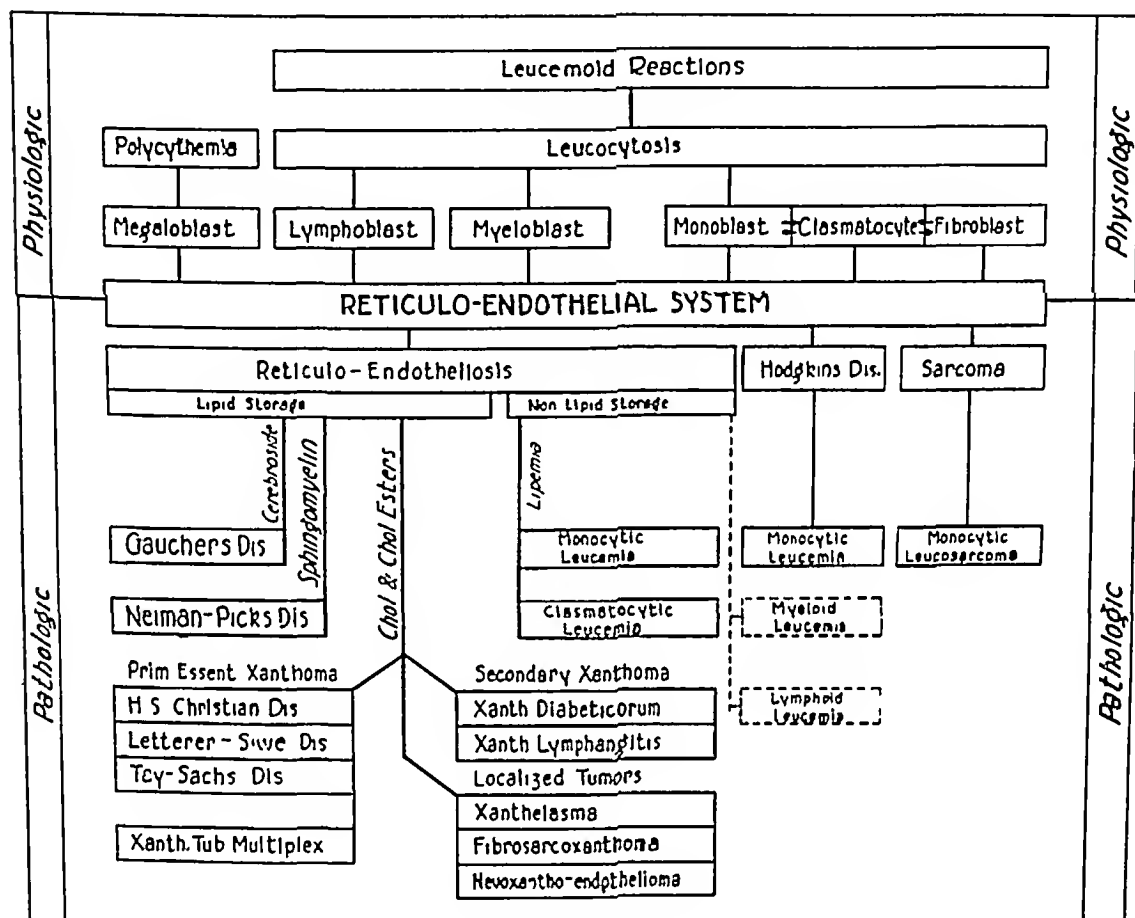 Leucemoid Reactions
Physiologic
Physiologic
Polycythemia
Leucocytosis
Megaloblast
Lymphoblast
Myeloblast
Monoblast
Clasmatocyte
Fibroblast
RETICULO-ENDOTHELIAL SYSTEM
Reticulo-Endotheliosis
Hodgkins Dis.
Sarcoma
Lipid Storage
Non Lipid Storage
Cerebroside
Sphingomyelin
Chol & Chol Esters
Lipemia
Gauchers Dis
Monocytic
Leucemia
Monocytic
Leucemia
Monocytic
Leucosarcoma
Neiman-Picks Dis
Clasmatocytic
Leucemia
Myeloid
Leucemia
Pathologic
Pathologic
Prim Essent Xanthoma
Secondary Xanthoma
H S Christian Dis
Xanth Diabeticorum
Lymphoid
Leucemia
Letterer-Siwe Dis
Xanth Lymphangitis
Tay-Sachs Dis
Localized Tumors
Xanthelasma
Xanth. Tub Multiplex
Fibrosarcoxanthoma
Nevoxantho-endpthelioma